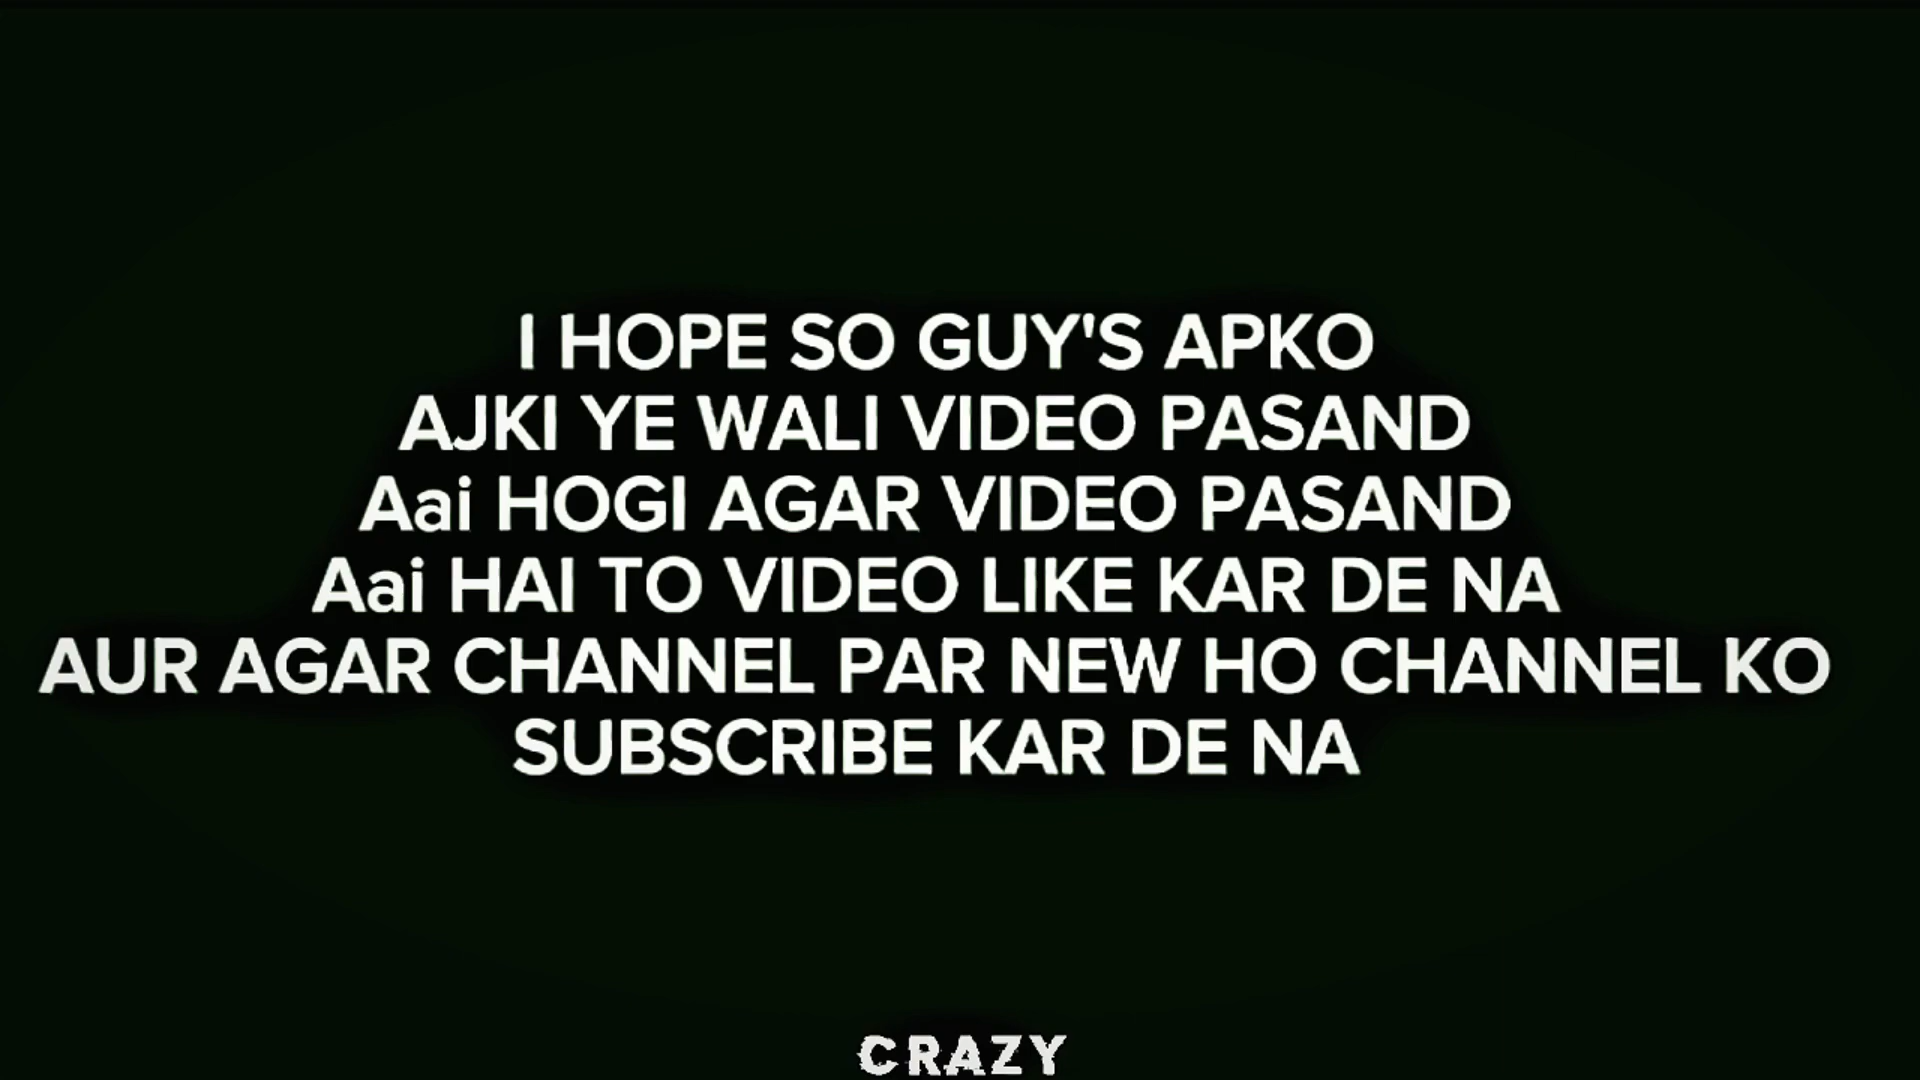 I HOPE SO GUY'S APKO
AJKI YE WALI VIDEO PASAND
Aai HOGI AGAR VIDEO PASAND
Aai HAI TO VIDEO LIKE KAR DE NA
AUR AGAR CHANNEL PAR NEW HO CHANNEL KO
SUBSCRIBE KAR DE NA
CRAZY